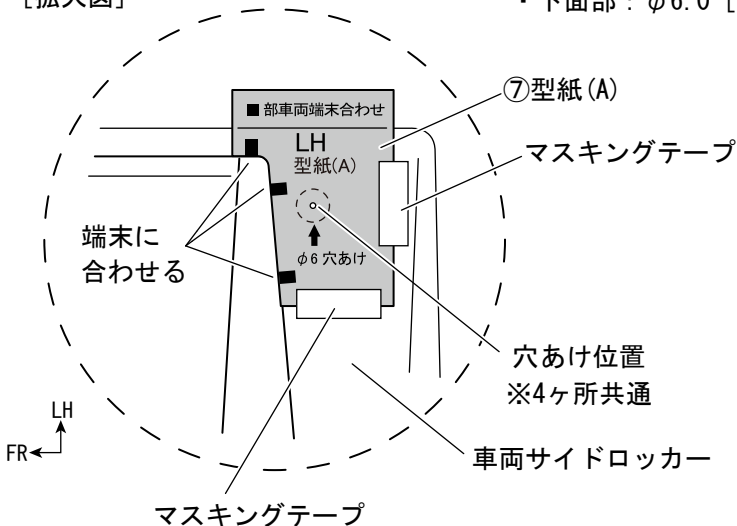 ［拡大図］
・下面部：φ6.0［
■部車両端末合わせ
LH
型紙(A)
φ6 穴あけ
⑦型紙(A)
マスキングテープ
端末に
合わせる
穴あけ位置
※4ヶ所共通
車両サイドロッカー
マスキングテープ
LH
FR